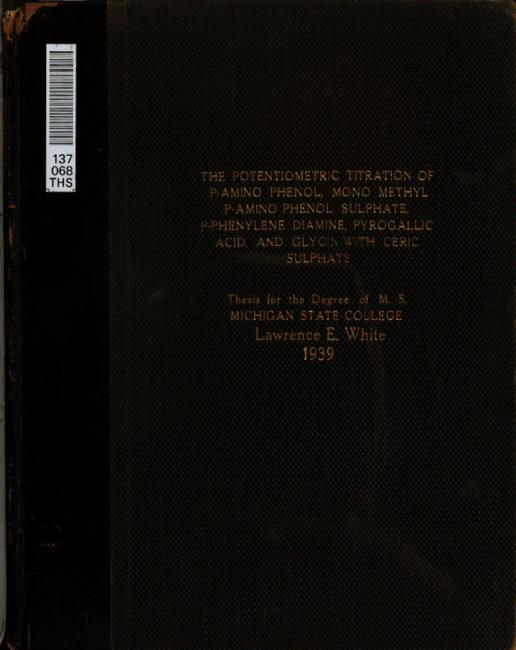 137
068
THS
THE POTENTIOMETRIC TITRATION OF
P-AMINO PHENOL, MONO METHYL
P-AMINO PHENOL SULPHATE,
P-PHENYLENE DIAMINE, PYROGALLIC
ACID, AND GLYCIN WITH CERIC
SULPHATE
Thesis for the Degree of M. S.
MICHIGAN STATE COLLEGE
Lawrence E. White
1939